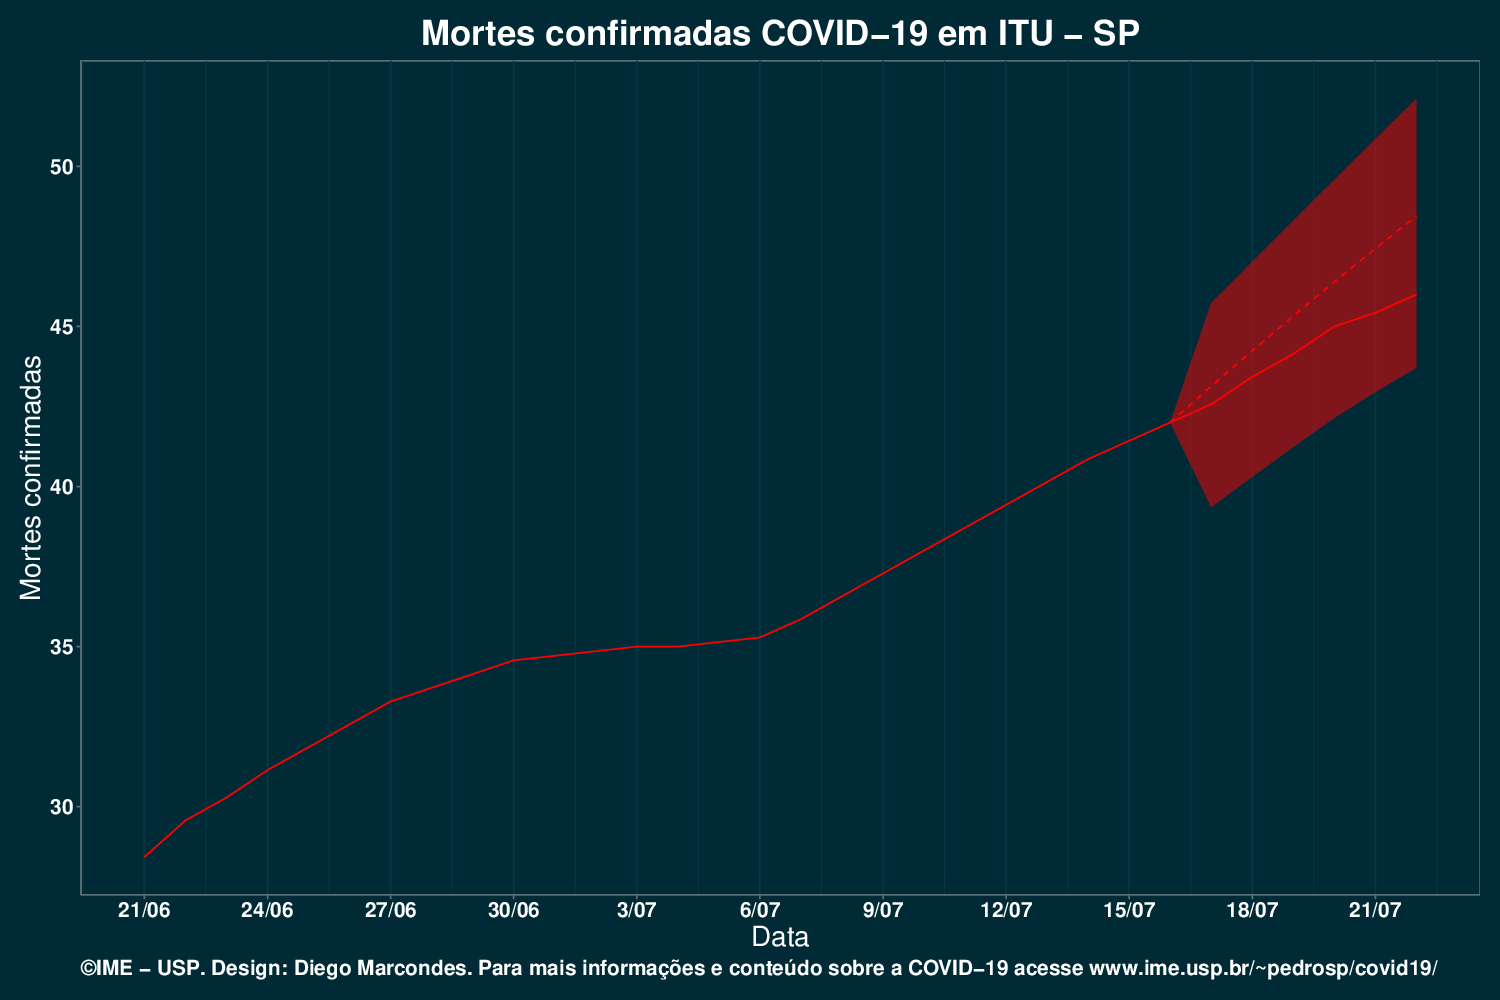 Mortes confirmadas COVID−19 em ITU − SP
Mortes confirmadas
50
45
40
35
30
21/06 24/06 27/06 30/06 3/07 6/07 9/07 12/07 15/07 18/07 21/07
Data
©IME − USP. Design: Diego Marcondes. Para mais informações e conteúdo sobre a COVID−19 acesse www.ime.usp.br/~pedrosp/covid19/